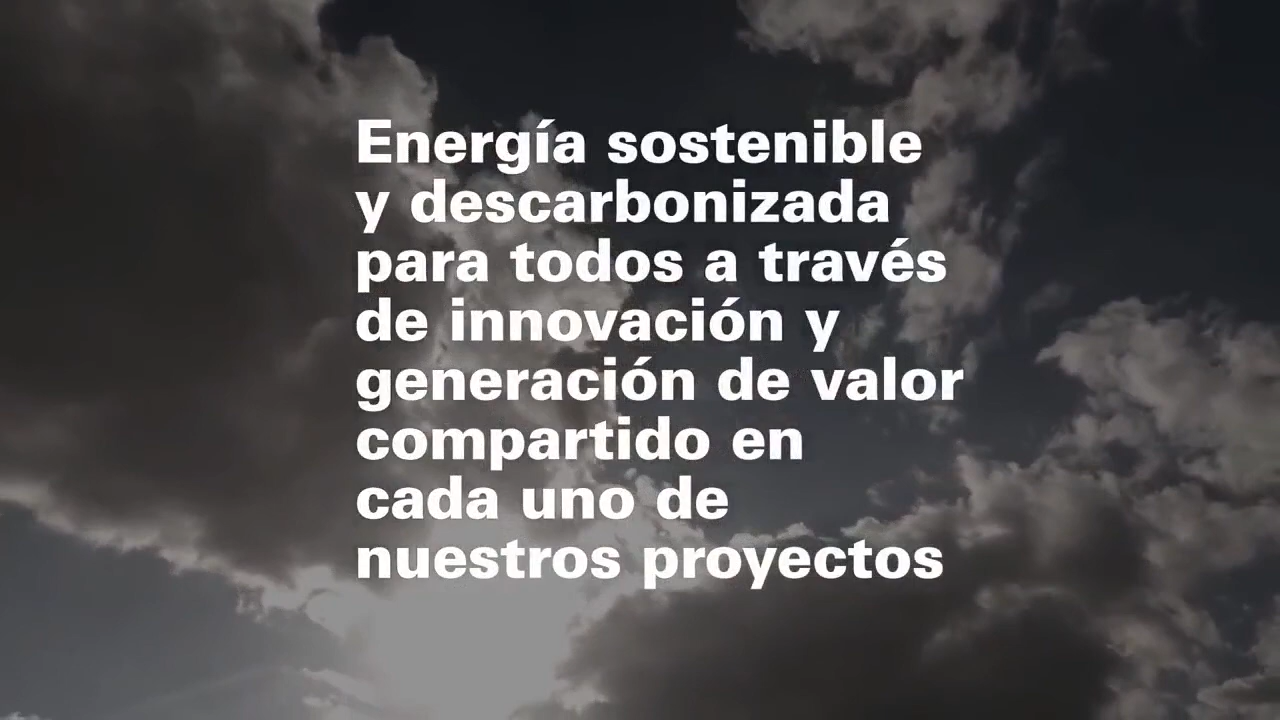 Energía sostenible
y descarbonizada
para todos a través
de innovación y
generación de valor
compartido en
cada uno de
nuestros proyectos